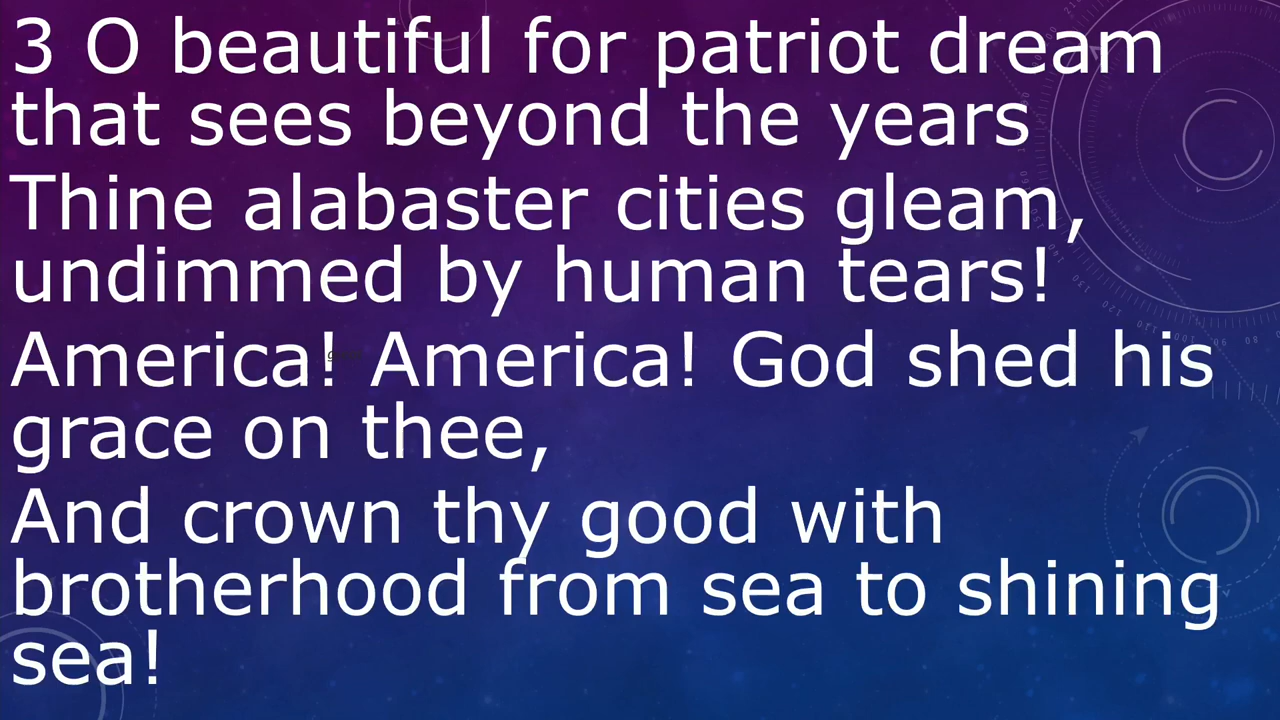 3 O beautiful for patriot dream
that sees beyond the years
Thine alabaster cities gleam,
undimmed by human tears!
America! America! God shed his
grace on thee,
And crown thy good with
brotherhood from sea to shining
sea!